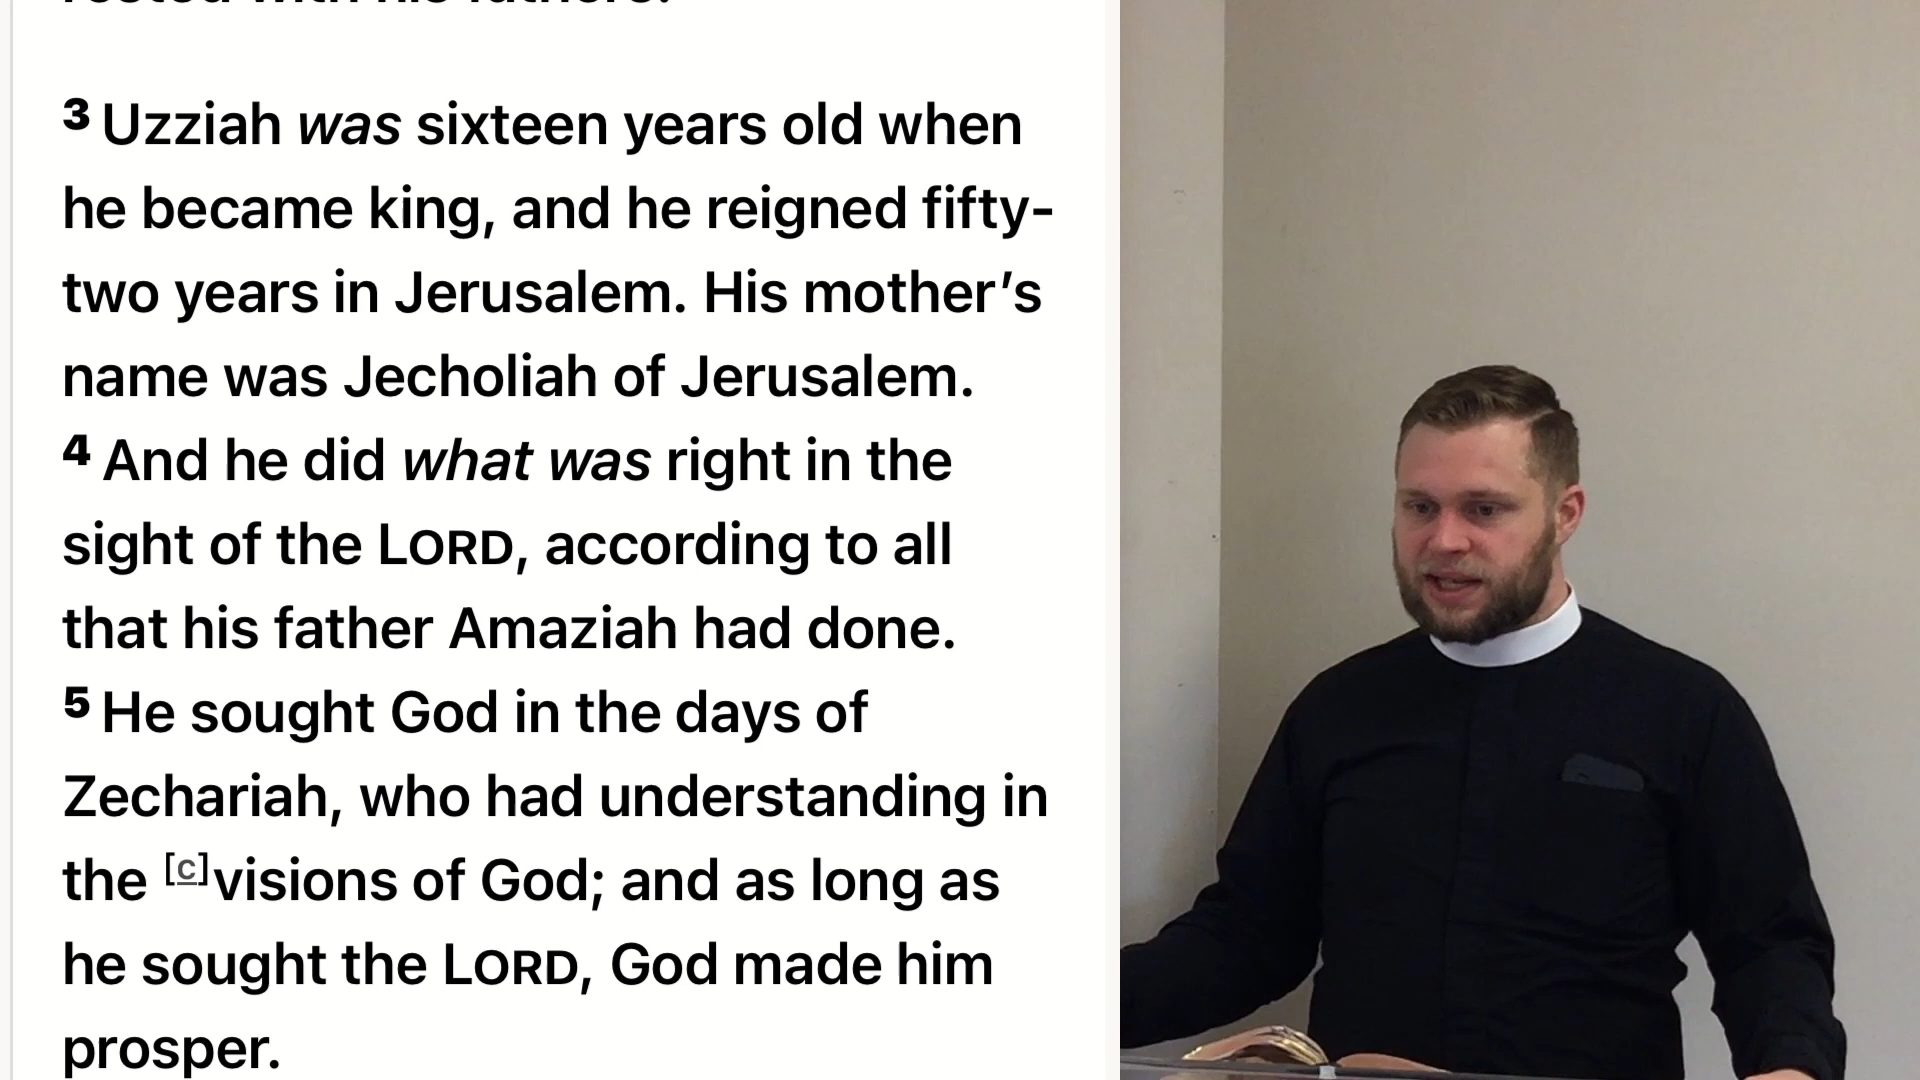 rested with his fathers.
3 Uzziah was sixteen years old when
he became king, and he reigned fifty-
two years in Jerusalem. His mother’s
name was Jecholiah of Jerusalem.
4 And he did what was right in the
sight of the LORD, according to all
that his father Amaziah had done.
5 He sought God in the days of
Zechariah, who had understanding in
the [c]visions of God; and as long as
he sought the LORD, God made him
prosper.